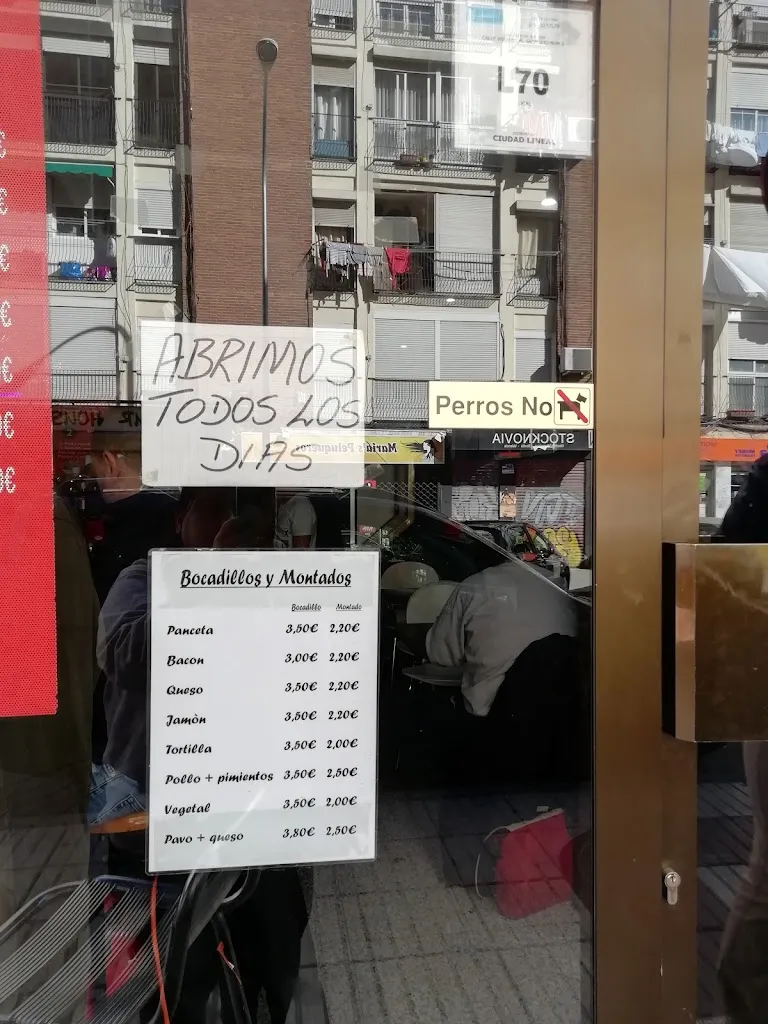 L70
CIUDAD LINEAL
ABRIMOS
TODOS LOS
DIAS
Perros No
STOCKNOVIA
Maria's Peluqueros
Bocadillos y Montados
Bocadillo Montado
Panceta 3,50€ 2,20€
Bacon 3,00€ 2,20€
Queso 3,50€ 2,20€
Jamòn 3,50€ 2,20€
Tortilla 3,50€ 2,00€
Pollo + pimientos 3,50€ 2,50€
Vegetal 3,50€ 2,00€
Pavo + queso 3,80€ 2,50€